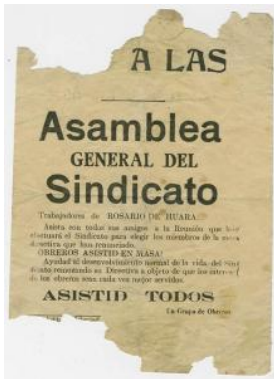 A LAS
Asamblea
GENERAL DEL
Sindicato
Trabajadores de ROSARIO DE HUARA:
Asista con todos sus amigos a la Reunión que
el Sindicato para elegir los miembros de la
directiva que han renunciado.
OBREROS ASISTID EN MASA!
Ayudad al desenvolvimiento normal de la vida del Sind
renovando su Directiva a objeto de que los
de los obreros sean cada vez mejor servidos.
ASISTID TODOS
Un Grupo de Obreros